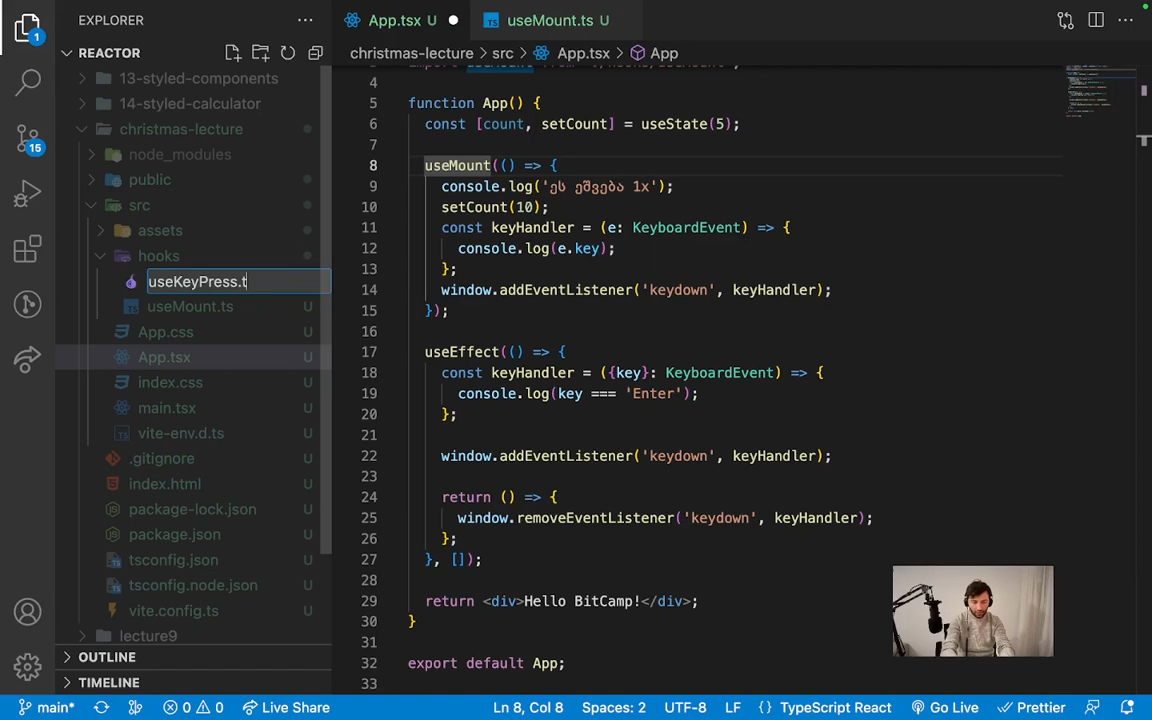 EXPLORER
REACTOR
13-styled-components
14-styled-calculator
christmas-lecture
node_modules
public
src
assets
hooks
useKeyPress.t
useMount.ts U
App.css U
App.tsx U
index.css U
main.tsx U
vite-env.d.ts U
.gitignore U
index.html U
package-lock.json U
package.json U
tsconfig.json U
tsconfig.node.json U
vite.config.ts U
lecture9
OUTLINE
TIMELINE
1
15
App.tsx U
TS useMount.ts U
christmas-lecture > src > App.tsx > App
4
5 function App() {
6 const [count, setCount] = useState(5);
7
8 useMount(() => {
9 console.log('ეს ეშვება 1x');
10 setCount(10);
11 const keyHandler = (e: KeyboardEvent) => {
12 console.log(e.key);
13 };
14 window.addEventListener('keydown', keyHandler);
15 });
16
17 useEffect(() => {
18 const keyHandler = ({key}: KeyboardEvent) => {
19 console.log(key === 'Enter');
20 };
21
22 window.addEventListener('keydown', keyHandler);
23
24 return () => {
25 window.removeEventListener('keydown', keyHandler);
26 };
27 }, []);
28
29 return <div>Hello BitCamp!</div>;
30 }
31
32 export default App;
33
main* 0 0 Live Share Ln 8, Col 8 Spaces: 2 UTF-8 LF {} TypeScript React Go Live Prettier